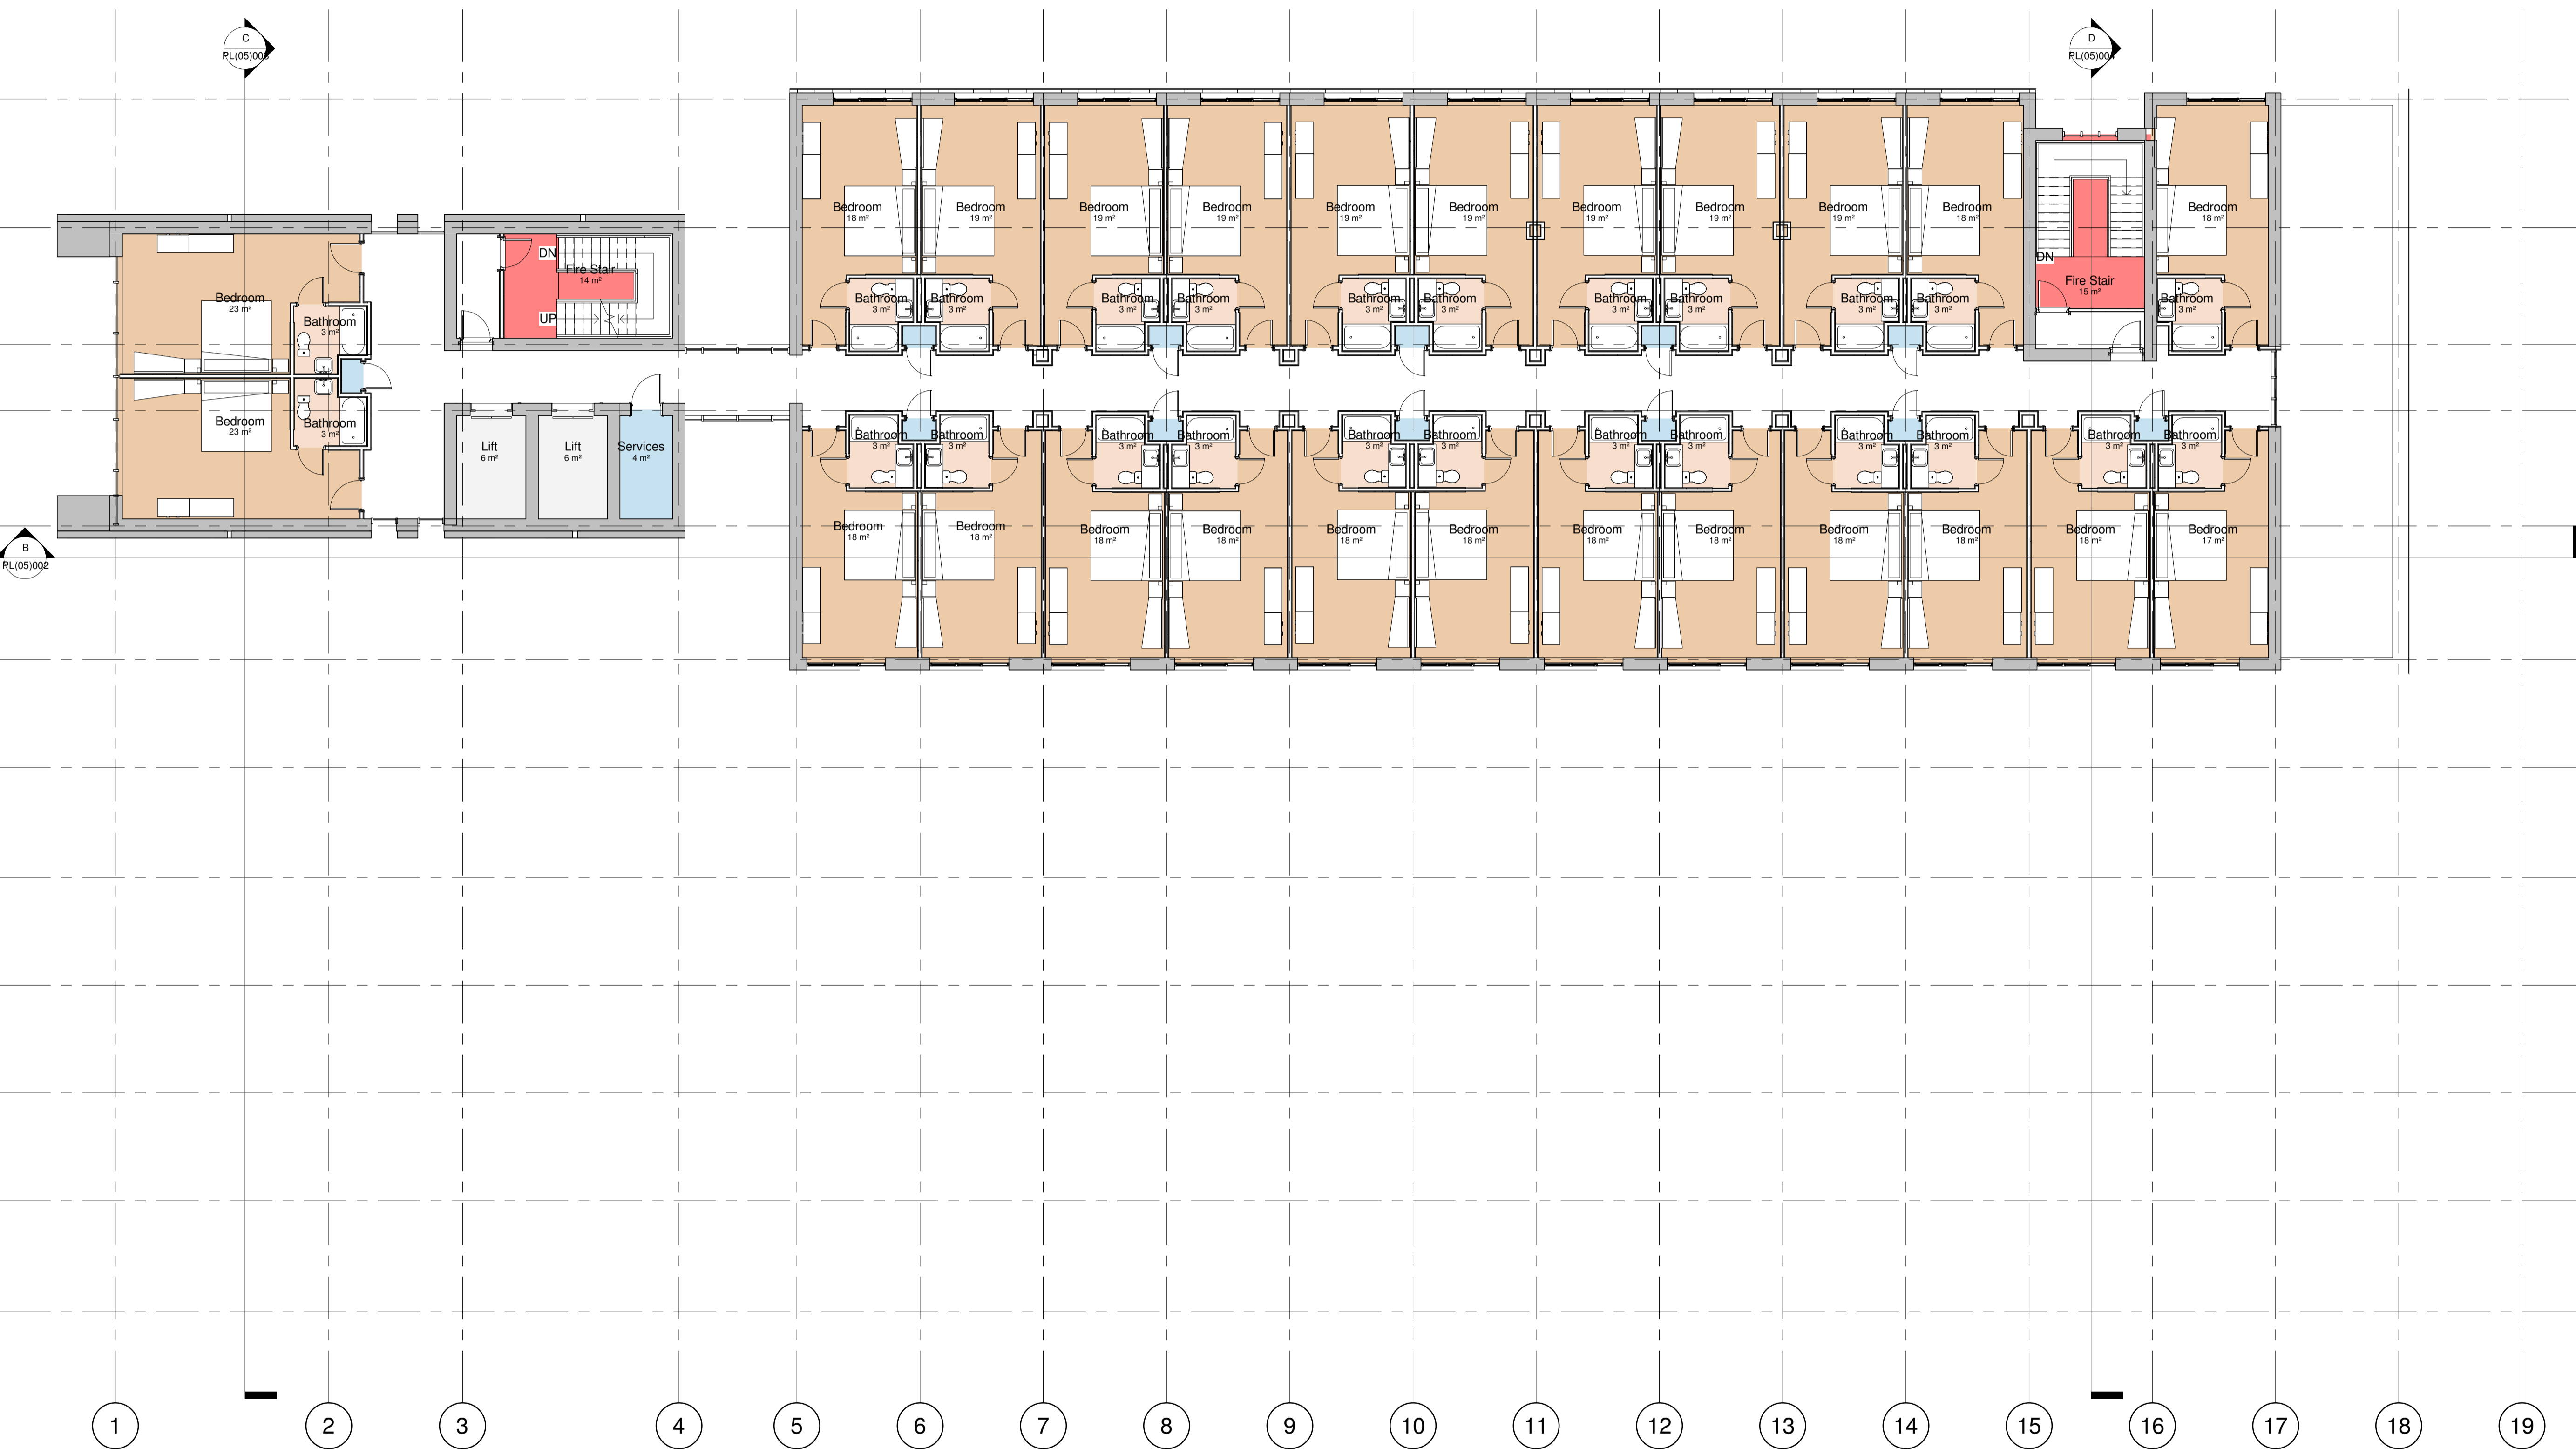 C
PL(05)003
D
PL(05)004
Bedroom
18 m²
Bedroom
19 m²
Bedroom
19 m²
Bedroom
19 m²
Bedroom
19 m²
Bedroom
19 m²
Bedroom
19 m²
Bedroom
19 m²
Bedroom
19 m²
Bedroom
18 m²
Bedroom
18 m²
DN
Fire Stair
14 m²
UP
DN
Fire Stair
15 m²
Bedroom
23 m²
Bathroom
3 m²
Bathroom
3 m²
Bathroom
3 m²
Bathroom
3 m²
Bathroom
3 m²
Bathroom
3 m²
Bathroom
3 m²
Bathroom
3 m²
Bathroom
3 m²
Bathroom
3 m²
Bathroom
3 m²
Bathroom
3 m²
Bedroom
23 m²
Bathroom
3 m²
Lift
6 m²
Lift
6 m²
Services
4 m²
Bathroom
3 m²
Bathroom
3 m²
Bathroom
3 m²
Bathroom
3 m²
Bathroom
3 m²
Bathroom
3 m²
Bathroom
3 m²
Bathroom
3 m²
Bathroom
3 m²
Bathroom
3 m²
Bathroom
3 m²
Bathroom
3 m²
Bedroom
18 m²
Bedroom
18 m²
Bedroom
18 m²
Bedroom
18 m²
Bedroom
18 m²
Bedroom
18 m²
Bedroom
18 m²
Bedroom
18 m²
Bedroom
18 m²
Bedroom
18 m²
Bedroom
18 m²
Bedroom
17 m²
B
PL(05)002
1
2
3
4
5
6
7
8
9
10
11
12
13
14
15
16
17
18
19